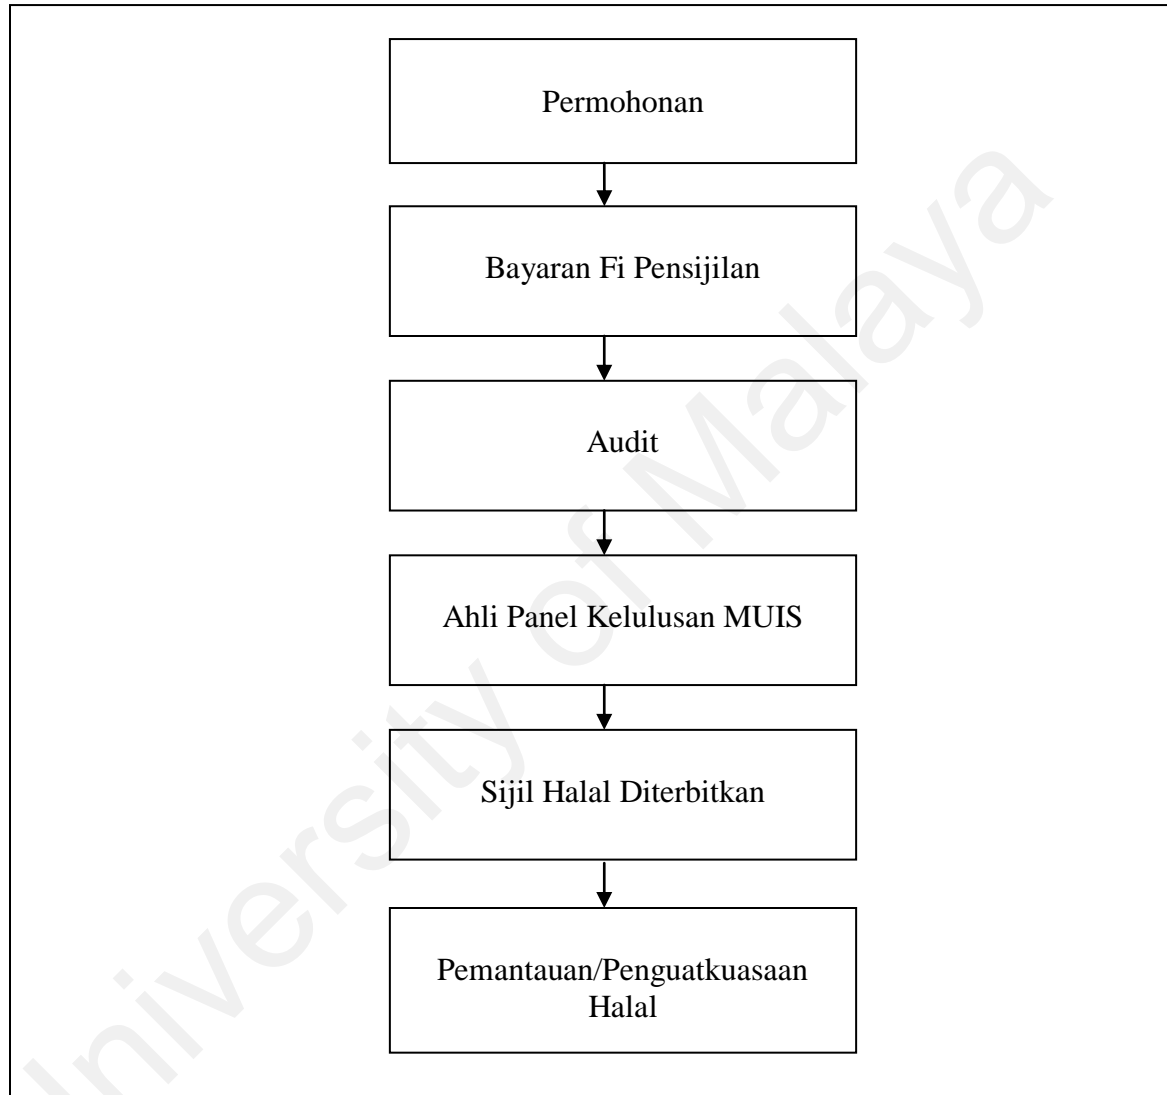 Permohonan
Bayaran Fi Pensijilan
Audit
Ahli Panel Kelulusan MUIS
Sijil Halal Diterbitkan
Pemantauan/Penguatkuasaan
Halal
University of Malaya